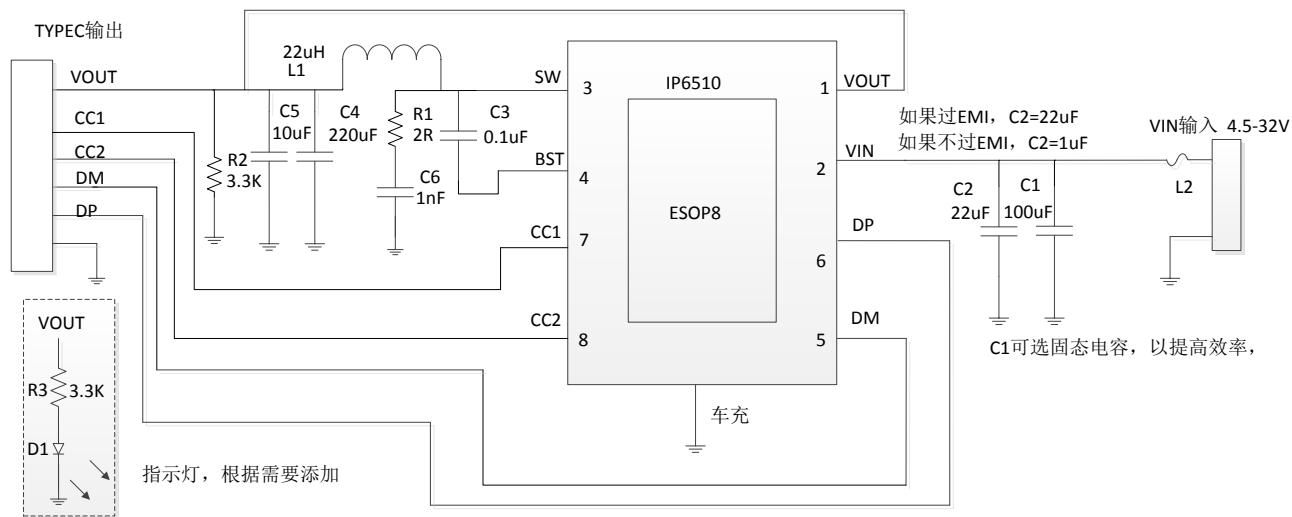 TYPEC输出
VOUT
CC1
CC2
DM
DP
22uH
L1
C5
10uF
C4
220uF
R1
2R
C3
0.1uF
R2
3.3K
C6
1nF
SW
3
BST
4
CC1
7
CC2
8
IP6510
ESOP8
1
VOUT
2
VIN
DP
6
DM
5
如果过EMI，C2=22uF
如果不过EMI，C2=1uF
VIN输入 4.5-32V
L2
C2
22uF
C1
100uF
C1可选固态电容，以提高效率，
车充
VOUT
R3
3.3K
D1
指示灯，根据需要添加